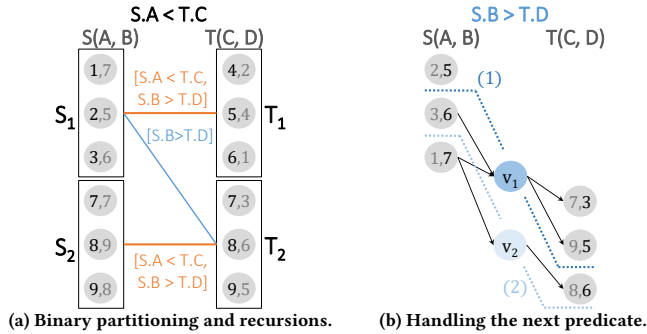 S.A < T.C
S(A, B)
T(C, D)
1,7
4,2
[S.A < T.C,
S.B > T.D]
S1
2,5
5,4
T1
[S.B>T.D]
3,6
6,1
7,7
7,3
S2
8,9
8,6
T2
[S.A < T.C,
S.B > T.D]
9,8
9,5
(a) Binary partitioning and recursions.
S.B > T.D
S(A, B)
T(C, D)
2,5
(1)
3,6
1,7
v1
7,3
v2
9,5
(2)
8,6
(b) Handling the next predicate.